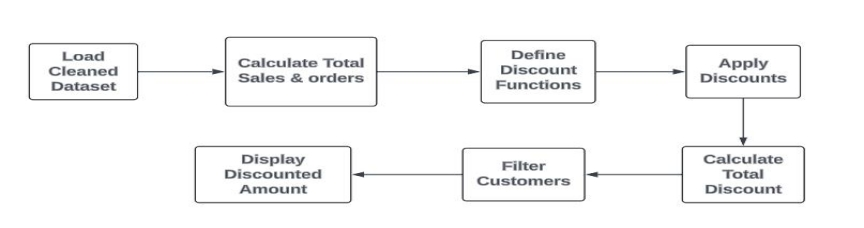 Load
Cleaned
Dataset
Calculate Total
Sales & orders
Define
Discount
Functions
Apply
Discounts
Calculate
Total
Discount
Filter
Customers
Display
Discounted
Amount